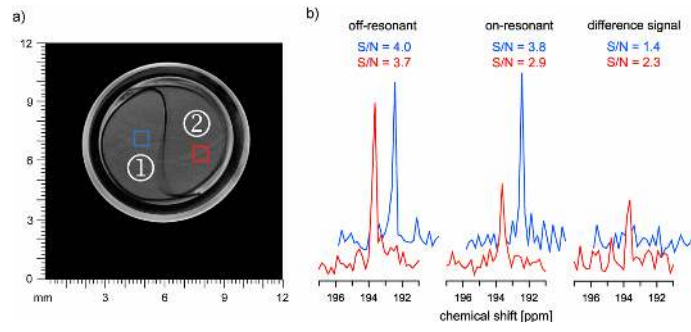 a)
12
9
6
3
0
mm
3
6
9
12
①
②
b)
off-resonant
S/N = 4.0
S/N = 3.7
on-resonant
S/N = 3.8
S/N = 2.9
difference signal
S/N = 1.4
S/N = 2.3
196 194 192
196 194 192
196 194 192
chemical shift [ppm]